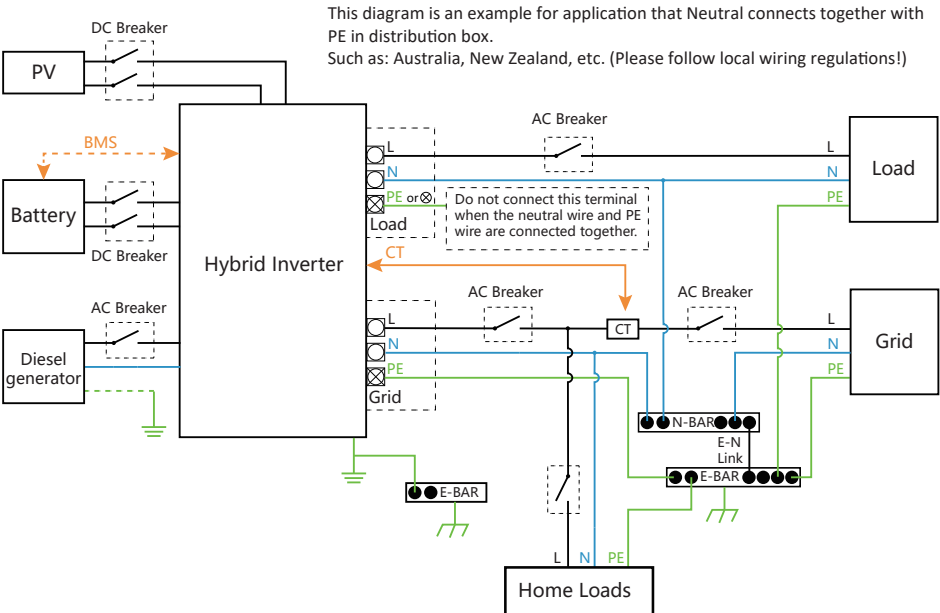 This diagram is an example for application that Neutral connects together with
PE in distribution box.
Such as: Australia, New Zealand, etc. (Please follow local wiring regulations!)
DC Breaker
PV
BMS
Battery
DC Breaker
AC Breaker
Diesel
generator
Hybrid Inverter
L
N
PE or
Load
Do not connect this terminal
when the neutral wire and PE
wire are connected together.
AC Breaker
L
N
PE
Load
CT
AC Breaker
CT
AC Breaker
L
N
PE
Grid
L
N
PE
Grid
N-BAR
E-N
Link
E-BAR
E-BAR
L
N
PE
Home Loads